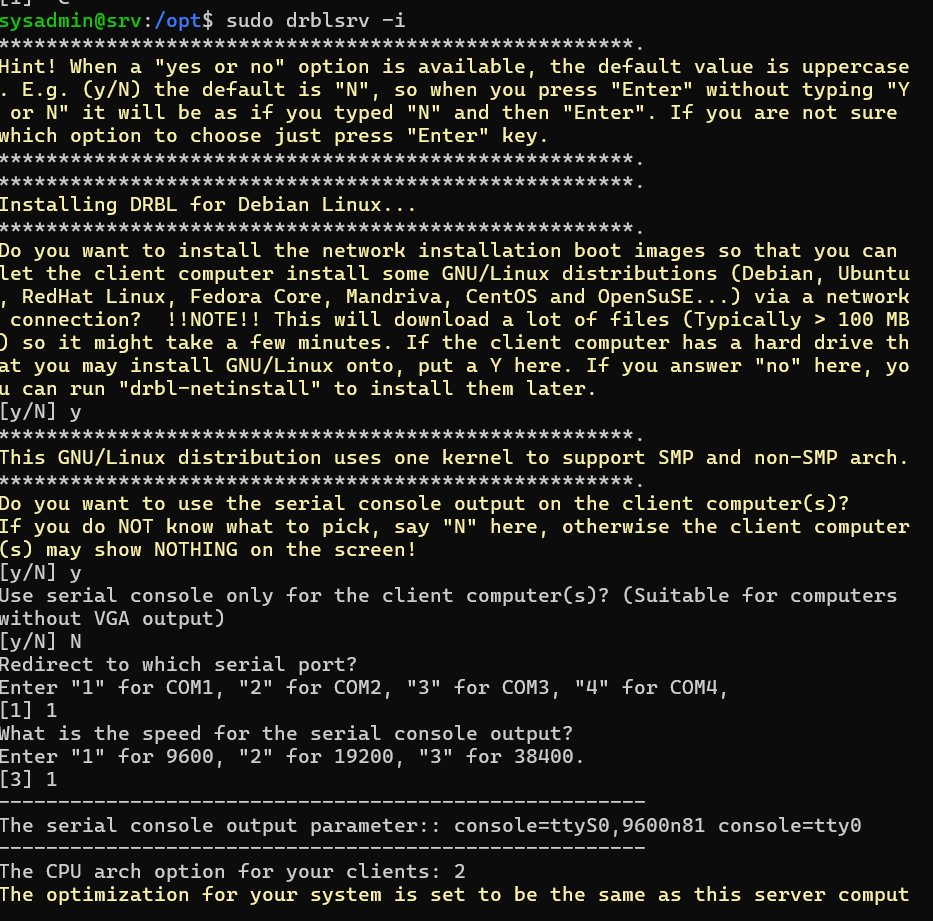 sysadmin@srv:/opt$ sudo drblsrv -i
*****************************************************.
Hint! When a "yes or no" option is available, the default value is uppercase
. E.g. (y/N) the default is "N", so when you press "Enter" without typing "Y
 or N" it will be as if you typed "N" and then "Enter". If you are not sure
which option to choose just press "Enter" key.
*****************************************************.
*****************************************************.
Installing DRBL for Debian Linux...
*****************************************************.
Do you want to install the network installation boot images so that you can
let the client computer install some GNU/Linux distributions (Debian, Ubuntu
, RedHat Linux, Fedora Core, Mandriva, CentOS and OpenSuSE...) via a network
 connection?  !!NOTE!! This will download a lot of files (Typically > 100 MB
) so it might take a few minutes. If the client computer has a hard drive th
at you may install GNU/Linux onto, put a Y here. If you answer "no" here, yo
u can run "drbl-netinstall" to install them later.
[y/N] y
*****************************************************.
This GNU/Linux distribution uses one kernel to support SMP and non-SMP arch.
*****************************************************.
Do you want to use the serial console output on the client computer(s)?
If you do NOT know what to pick, say "N" here, otherwise the client computer
(s) may show NOTHING on the screen!
[y/N] y
Use serial console only for the client computer(s)? (Suitable for computers
without VGA output)
[y/N] N
Redirect to which serial port?
Enter "1" for COM1, "2" for COM2, "3" for COM3, "4" for COM4,
[1] 1
What is the speed for the serial console output?
Enter "1" for 9600, "2" for 19200, "3" for 38400.
[3] 1
------------------------------------------------------
The serial console output parameter:: console=ttyS0,9600n81 console=tty0
------------------------------------------------------
The CPU arch option for your clients: 2
The optimization for your system is set to be the same as this server comput